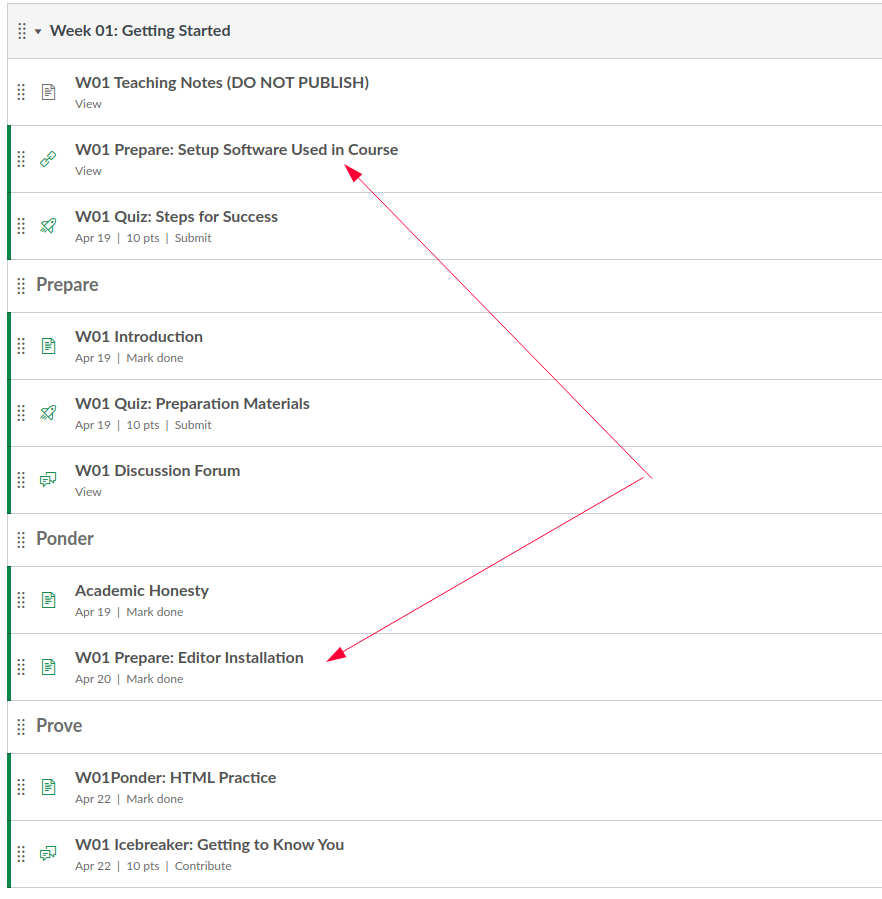 Week 01: Getting Started
W01 Teaching Notes (DO NOT PUBLISH)
View
W01 Prepare: Setup Software Used in Course
View
W01 Quiz: Steps for Success
Apr 19 | 10 pts | Submit
Prepare
W01 Introduction
Apr 19 | Mark done
W01 Quiz: Preparation Materials
Apr 19 | 10 pts | Submit
W01 Discussion Forum
View
Ponder
Academic Honesty
Apr 19 | Mark done
W01 Prepare: Editor Installation
Apr 20 | Mark done
Prove
W01Ponder: HTML Practice
Apr 22 | Mark done
W01 Icebreaker: Getting to Know You
Apr 22 | 10 pts | Contribute